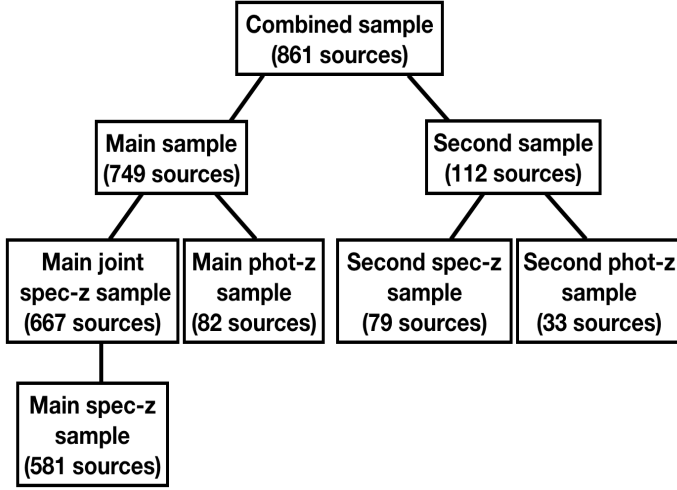 Combined sample
(861 sources)
Main sample
(749 sources)
Second sample
(112 sources)
Main joint
spec-z sample
(667 sources)
Main phot-z
sample
(82 sources)
Second spec-z
sample
(79 sources)
Second phot-z
sample
(33 sources)
Main spec-z
sample
(581 sources)